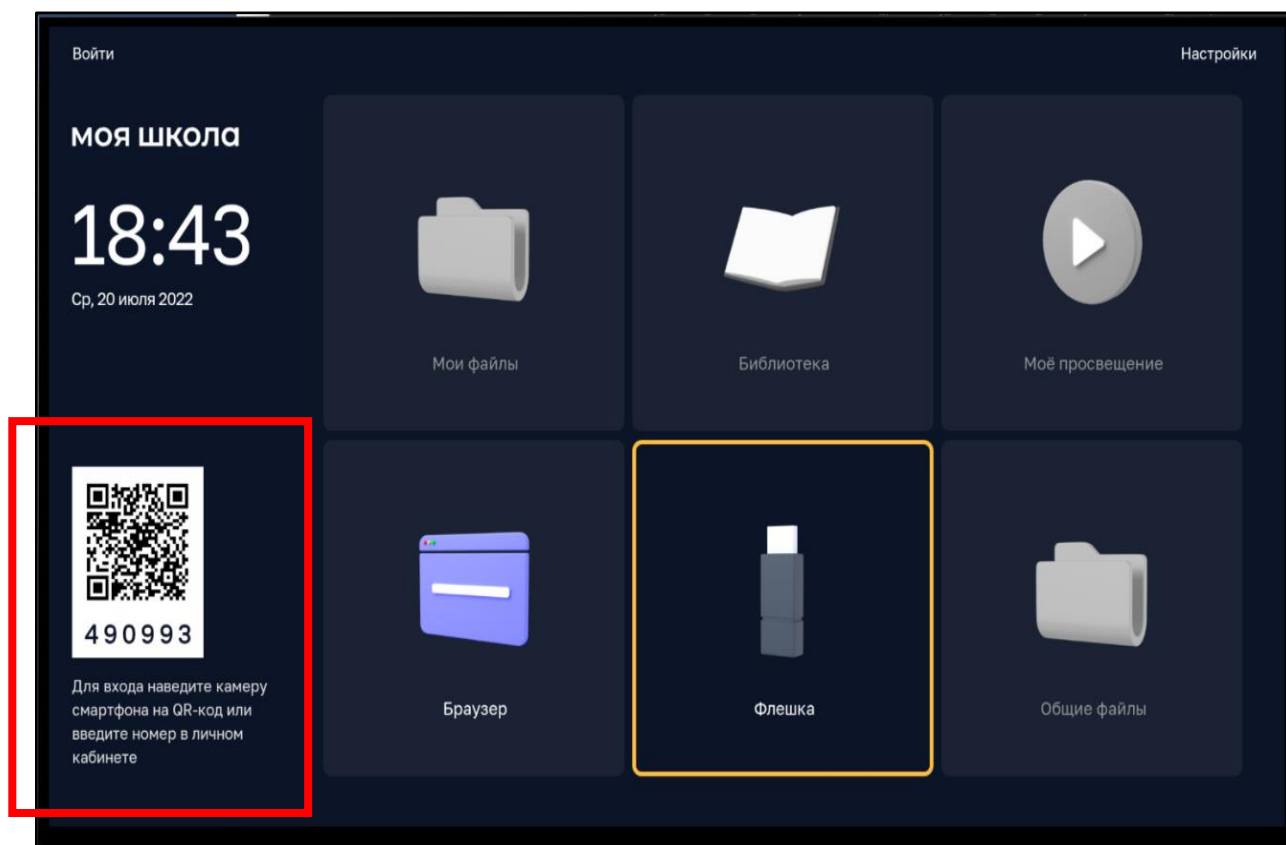 Войти
Настройки
моя школа
18:43
Ср, 20 июля 2022
Мои файлы
Библиотека
Моё просвещение
490993
Для входа наведите камеру
смартфона на QR-код или
введите номер в личном
кабинете
Браузер
Флешка
Общие файлы